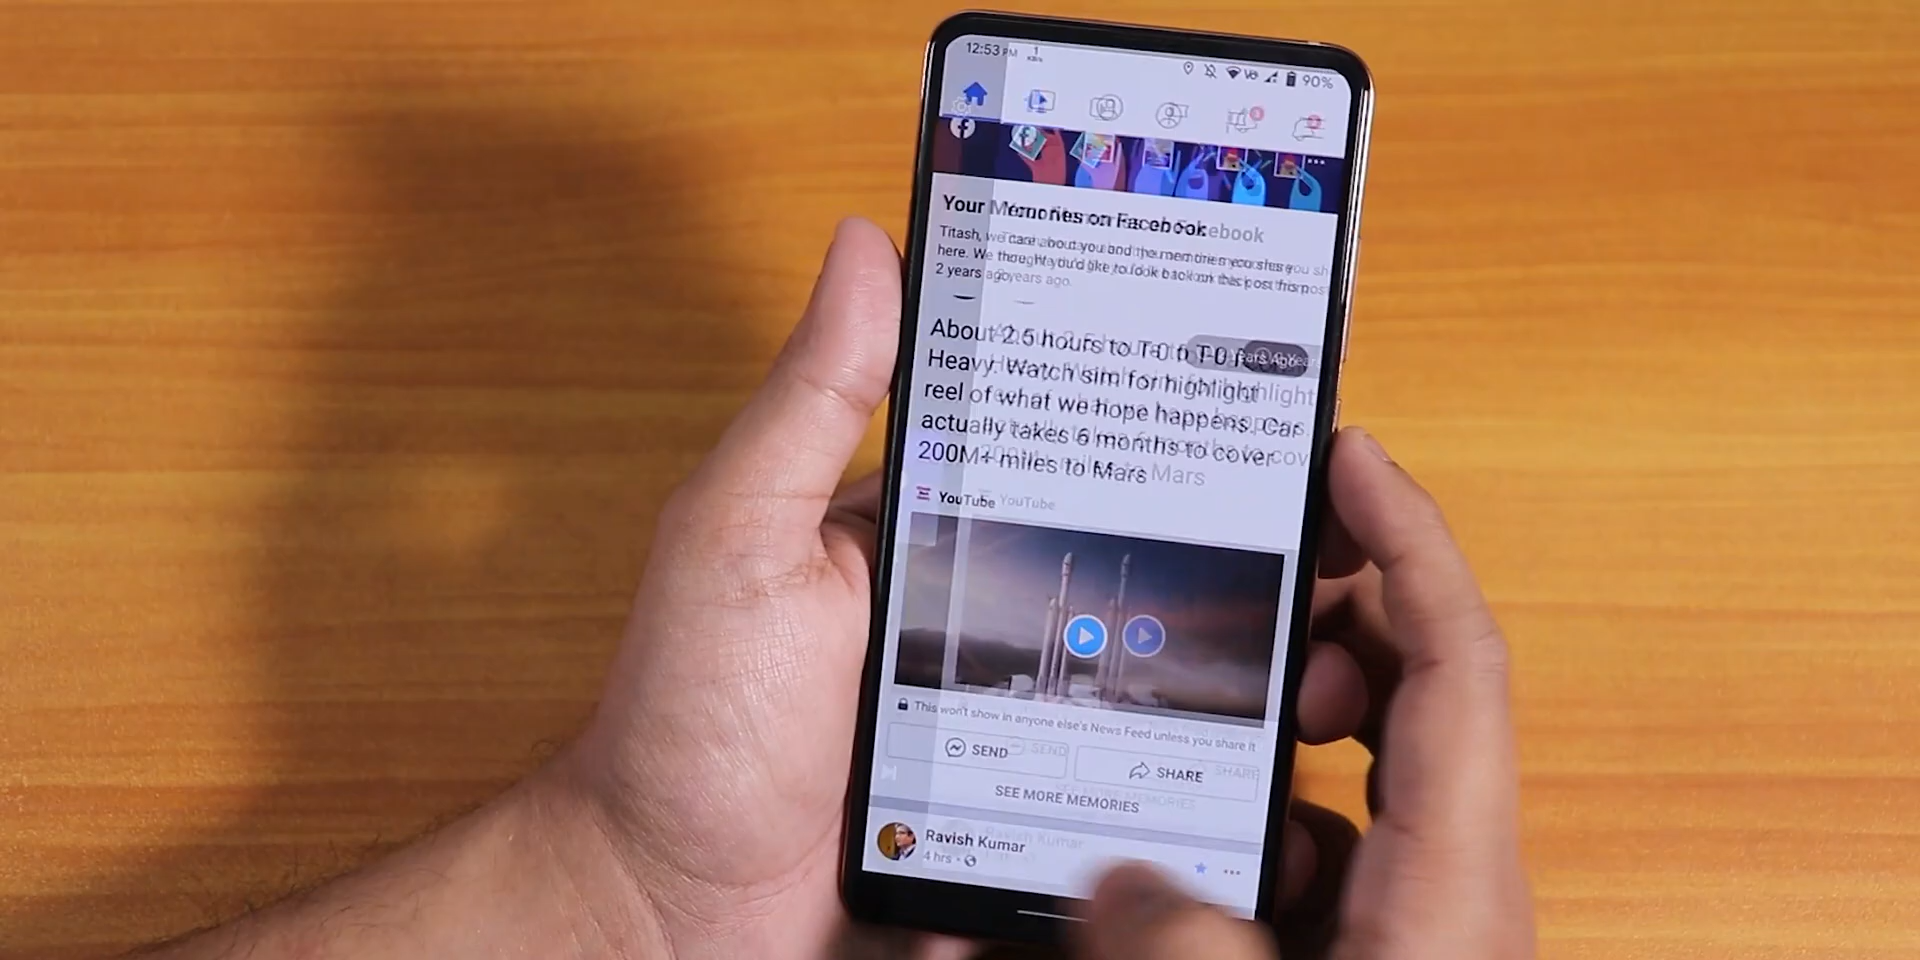 12:53 PM
1
KB/s
90%
Your Memories on Facebook
Titash, we care about you and the memories you share
here. We thought you'd like to look back on this post from
2 years ago.
About 2.5 hours to T-0 f
Heavy. Watch sim for highlight
reel of what we hope happens. Car
actually takes 6 months to cover
200M+ miles to Mars
YouTube
This won't show in anyone else's News Feed unless you share it
SEND
SHARE
SEE MORE MEMORIES
Ravish Kumar
4 hrs